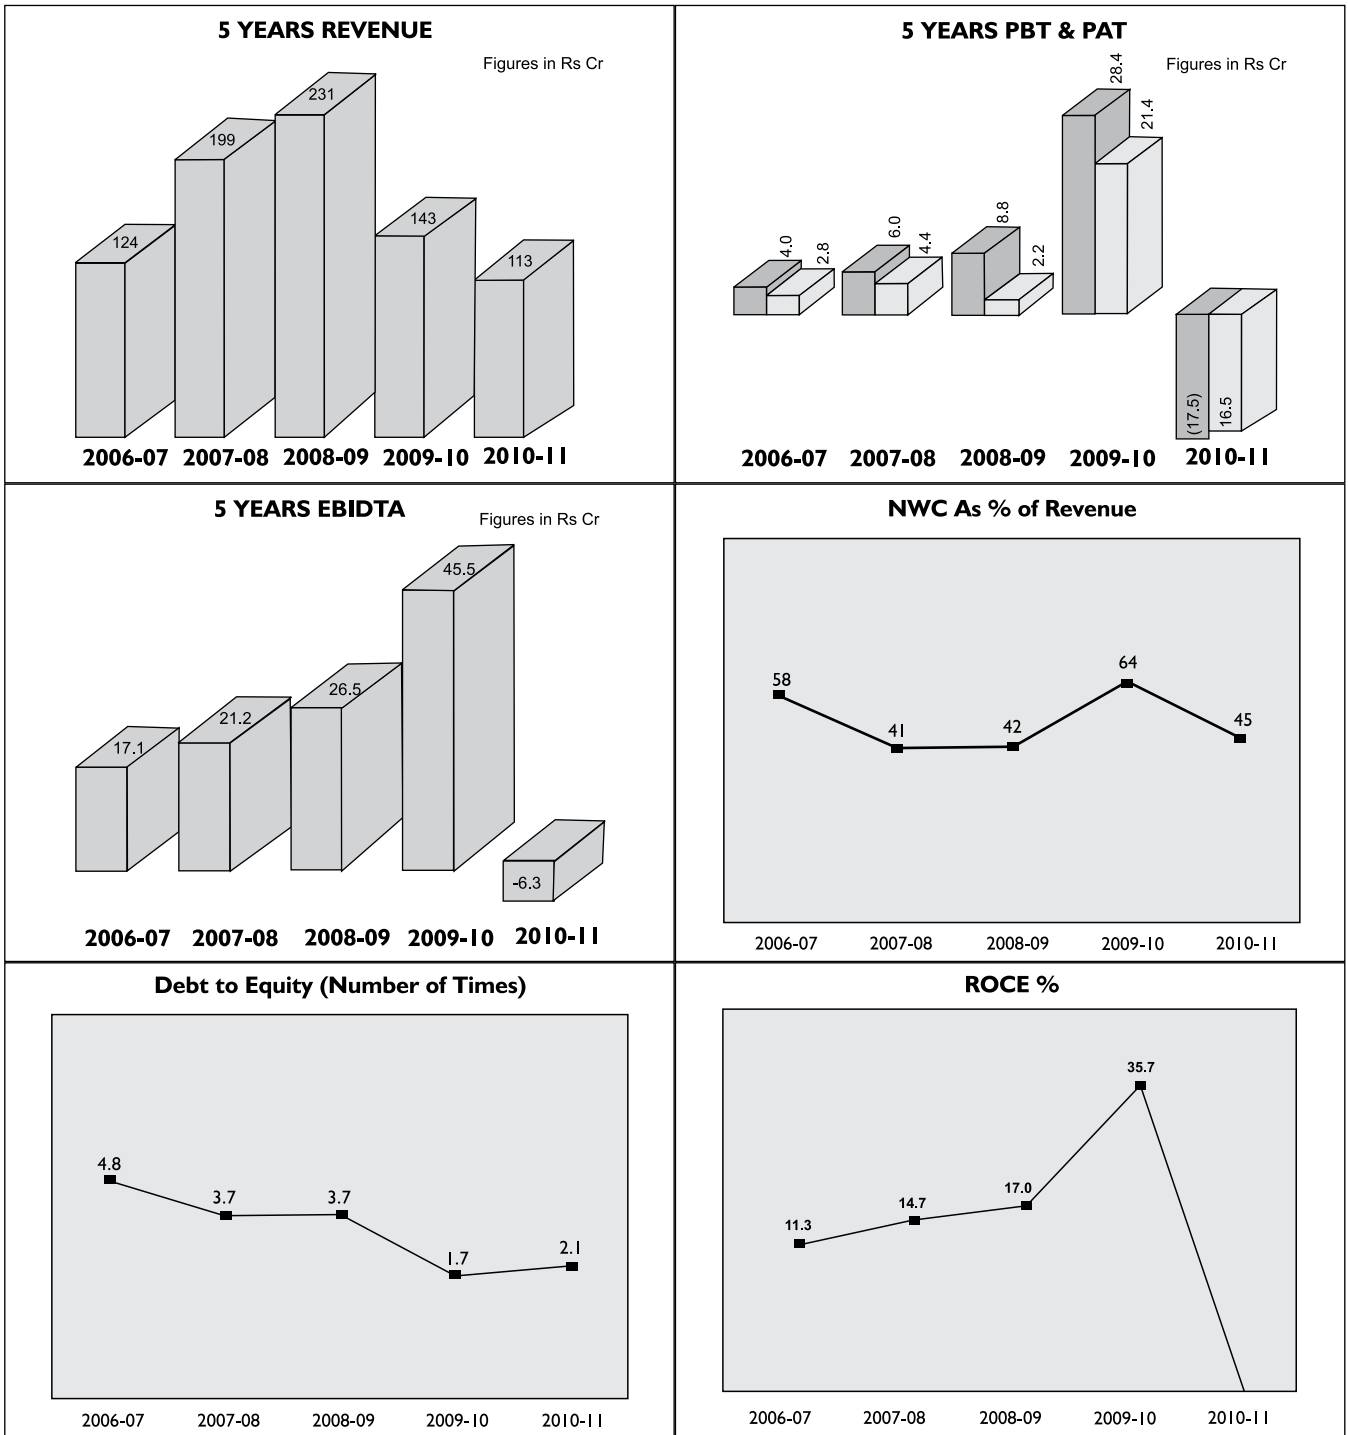 5 YEARS REVENUE
Figures in Rs Cr
124
199
231
143
113
2006-07 2007-08 2008-09 2009-10 2010-11
5 YEARS PBT & PAT
Figures in Rs Cr
4.0
2.8
6.0
4.4
8.8
2.2
28.4
21.4
(17.5)
16.5
2006-07 2007-08 2008-09 2009-10 2010-11
5 YEARS EBIDTA
Figures in Rs Cr
17.1
21.2
26.5
45.5
-6.3
2006-07 2007-08 2008-09 2009-10 2010-11
NWC As % of Revenue
58
41
42
64
45
2006-07 2007-08 2008-09 2009-10 2010-11
Debt to Equity (Number of Times)
4.8
3.7
3.7
1.7
2.1
2006-07 2007-08 2008-09 2009-10 2010-11
ROCE %
11.3
14.7
17.0
35.7
2006-07 2007-08 2008-09 2009-10 2010-11